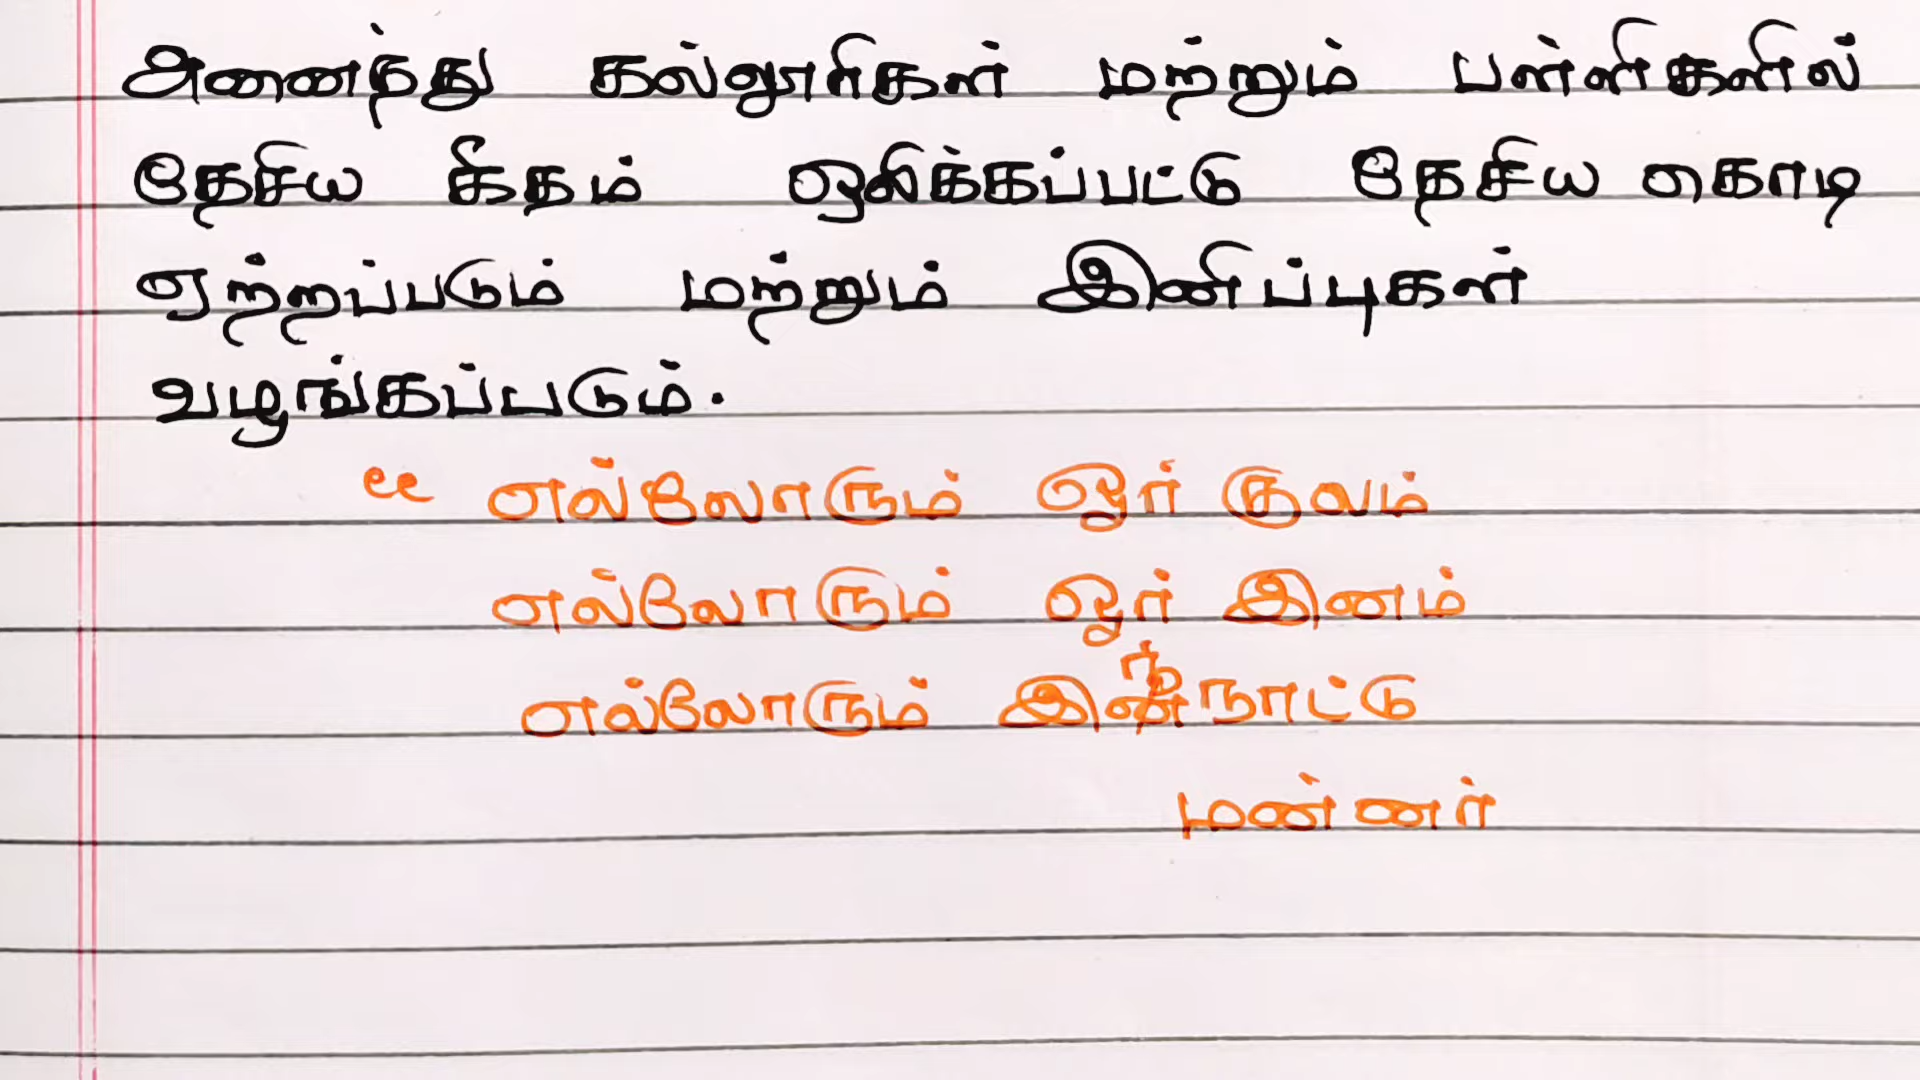 அனைத்து கல்லூரிகள் மற்றும் பள்ளிகளில்
தேசிய கீதம் ஒலிக்கப்பட்டு தேசிய கொடி
ஏற்றப்படும் மற்றும் இனிப்புகள்
வழங்கப்படும்.
“ எல்லோரும் ஓர் குலம்
எல்லோரும் ஓர் இனம்
எல்லோரும் இந்நாட்டு
மன்னர்